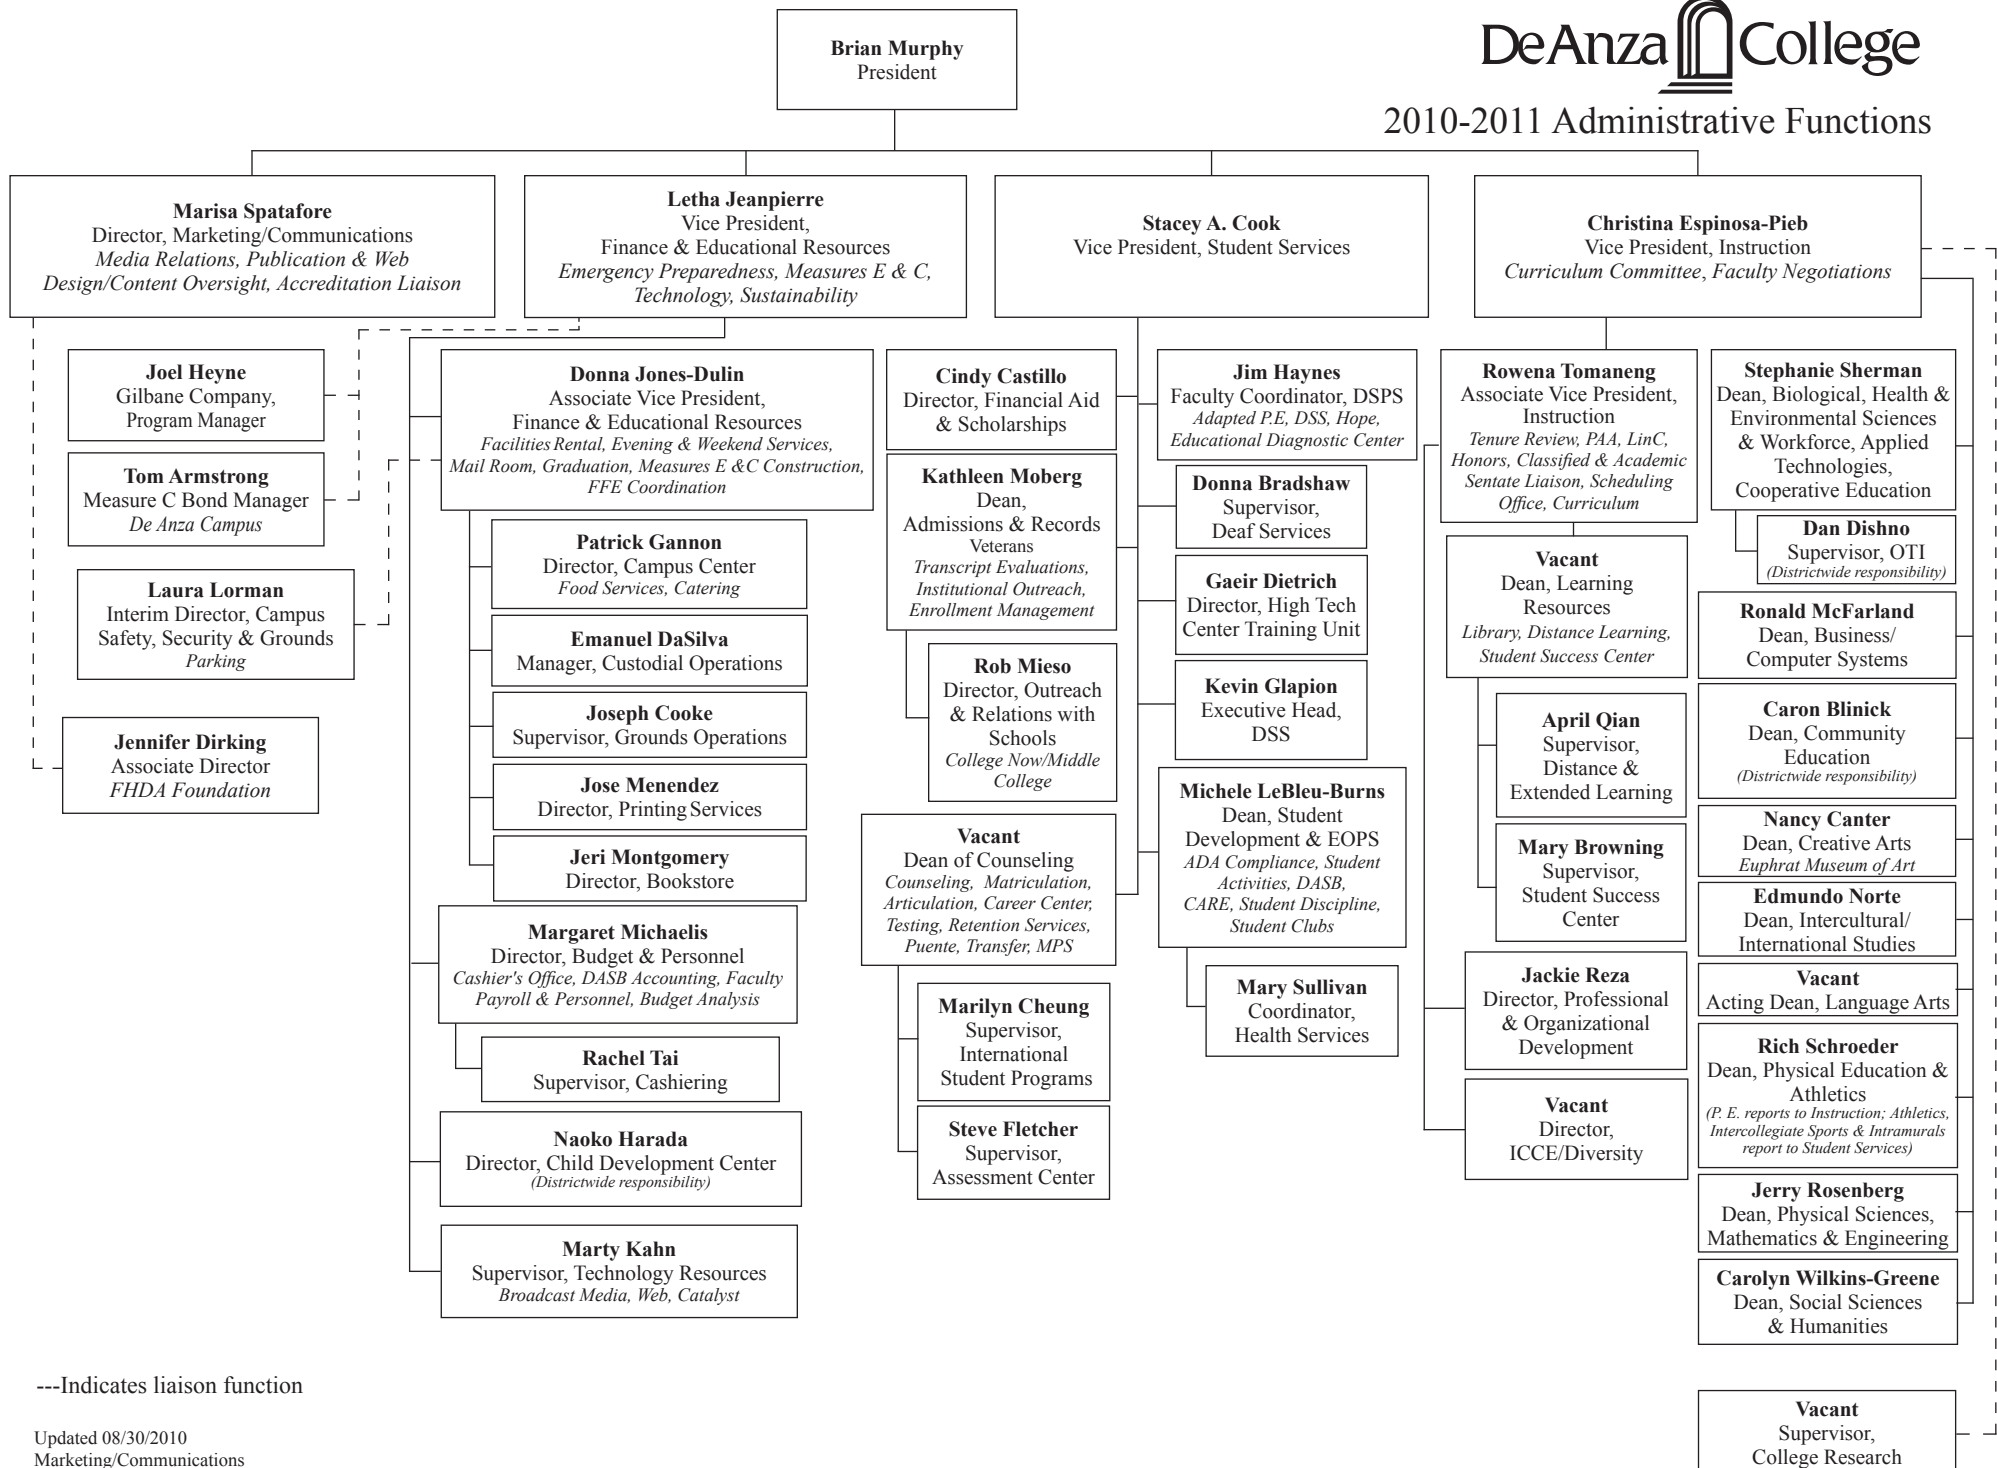 Brian Murphy
President
DeAnza College
2010-2011 Administrative Functions
Marisa Spatafore
Director, Marketing/Communications
Media Relations, Publication & Web
Design/Content Oversight, Accreditation Liaison
Letha Jeanpierre
Vice President,
Finance & Educational Resources
Emergency Preparedness, Measures E & C,
Technology, Sustainability
Stacey A. Cook
Vice President, Student Services
Christina Espinosa-Pieb
Vice President, Instruction
Curriculum Committee, Faculty Negotiations
Joel Heyne
Gilbane Company,
Program Manager
Tom Armstrong
Measure C Bond Manager
De Anza Campus
Laura Lorman
Interim Director, Campus
Safety, Security & Grounds
Parking
Jennifer Dirking
Associate Director
FHDA Foundation
Donna Jones-Dulin
Associate Vice President,
Finance & Educational Resources
Facilities Rental, Evening & Weekend Services,
Mail Room, Graduation, Measures E &C Construction,
FFE Coordination
Patrick Gannon
Director, Campus Center
Food Services, Catering
Emanuel DaSilva
Manager, Custodial Operations
Joseph Cooke
Supervisor, Grounds Operations
Jose Menendez
Director, Printing Services
Jeri Montgomery
Director, Bookstore
Margaret Michaelis
Director, Budget & Personnel
Cashier's Office, DASB Accounting, Faculty
Payroll & Personnel, Budget Analysis
Rachel Tai
Supervisor, Cashiering
Naoko Harada
Director, Child Development Center
(Districtwide responsibility)
Marty Kahn
Supervisor, Technology Resources
Broadcast Media, Web, Catalyst
Cindy Castillo
Director, Financial Aid
& Scholarships
Kathleen Moberg
Dean,
Admissions & Records
Veterans
Transcript Evaluations,
Institutional Outreach,
Enrollment Management
Rob Mieso
Director, Outreach
& Relations with
Schools
College Now/Middle
College
Vacant
Dean of Counseling
Counseling, Matriculation,
Articulation, Career Center,
Testing, Retention Services,
Puente, Transfer, MPS
Marilyn Cheung
Supervisor,
International
Student Programs
Steve Fletcher
Supervisor,
Assessment Center
Jim Haynes
Faculty Coordinator, DSPS
Adapted P.E, DSS, Hope,
Educational Diagnostic Center
Donna Bradshaw
Supervisor,
Deaf Services
Gaeir Dietrich
Director, High Tech
Center Training Unit
Kevin Glapion
Executive Head,
DSS
Michele LeBleu-Burns
Dean, Student
Development & EOPS
ADA Compliance, Student
Activities, DASB,
CARE, Student Discipline,
Student Clubs
Mary Sullivan
Coordinator,
Health Services
Rowena Tomaneng
Associate Vice President,
Instruction
Tenure Review, PAA, LinC,
Honors, Classified & Academic
Sentate Liaison, Scheduling
Office, Curriculum
Vacant
Dean, Learning
Resources
Library, Distance Learning,
Student Success Center
April Qian
Supervisor,
Distance &
Extended Learning
Mary Browning
Supervisor,
Student Success
Center
Jackie Reza
Director, Professional
& Organizational
Development
Vacant
Director,
ICCE/Diversity
Stephanie Sherman
Dean, Biological, Health &
Environmental Sciences
& Workforce, Applied
Technologies,
Cooperative Education
Dan Dishno
Supervisor, OTI
(Districtwide responsibility)
Ronald McFarland
Dean, Business/
Computer Systems
Caron Blinick
Dean, Community
Education
(Districtwide responsibility)
Nancy Canter
Dean, Creative Arts
Euphrat Museum of Art
Edmundo Norte
Dean, Intercultural/
International Studies
Vacant
Acting Dean, Language Arts
Rich Schroeder
Dean, Physical Education &
Athletics
(P. E. reports to Instruction; Athletics,
Intercollegiate Sports & Intramurals
report to Student Services)
Jerry Rosenberg
Dean, Physical Sciences,
Mathematics & Engineering
Carolyn Wilkins-Greene
Dean, Social Sciences
& Humanities
Vacant
Supervisor,
College Research
---Indicates liaison function
Updated 08/30/2010
Marketing/Communications